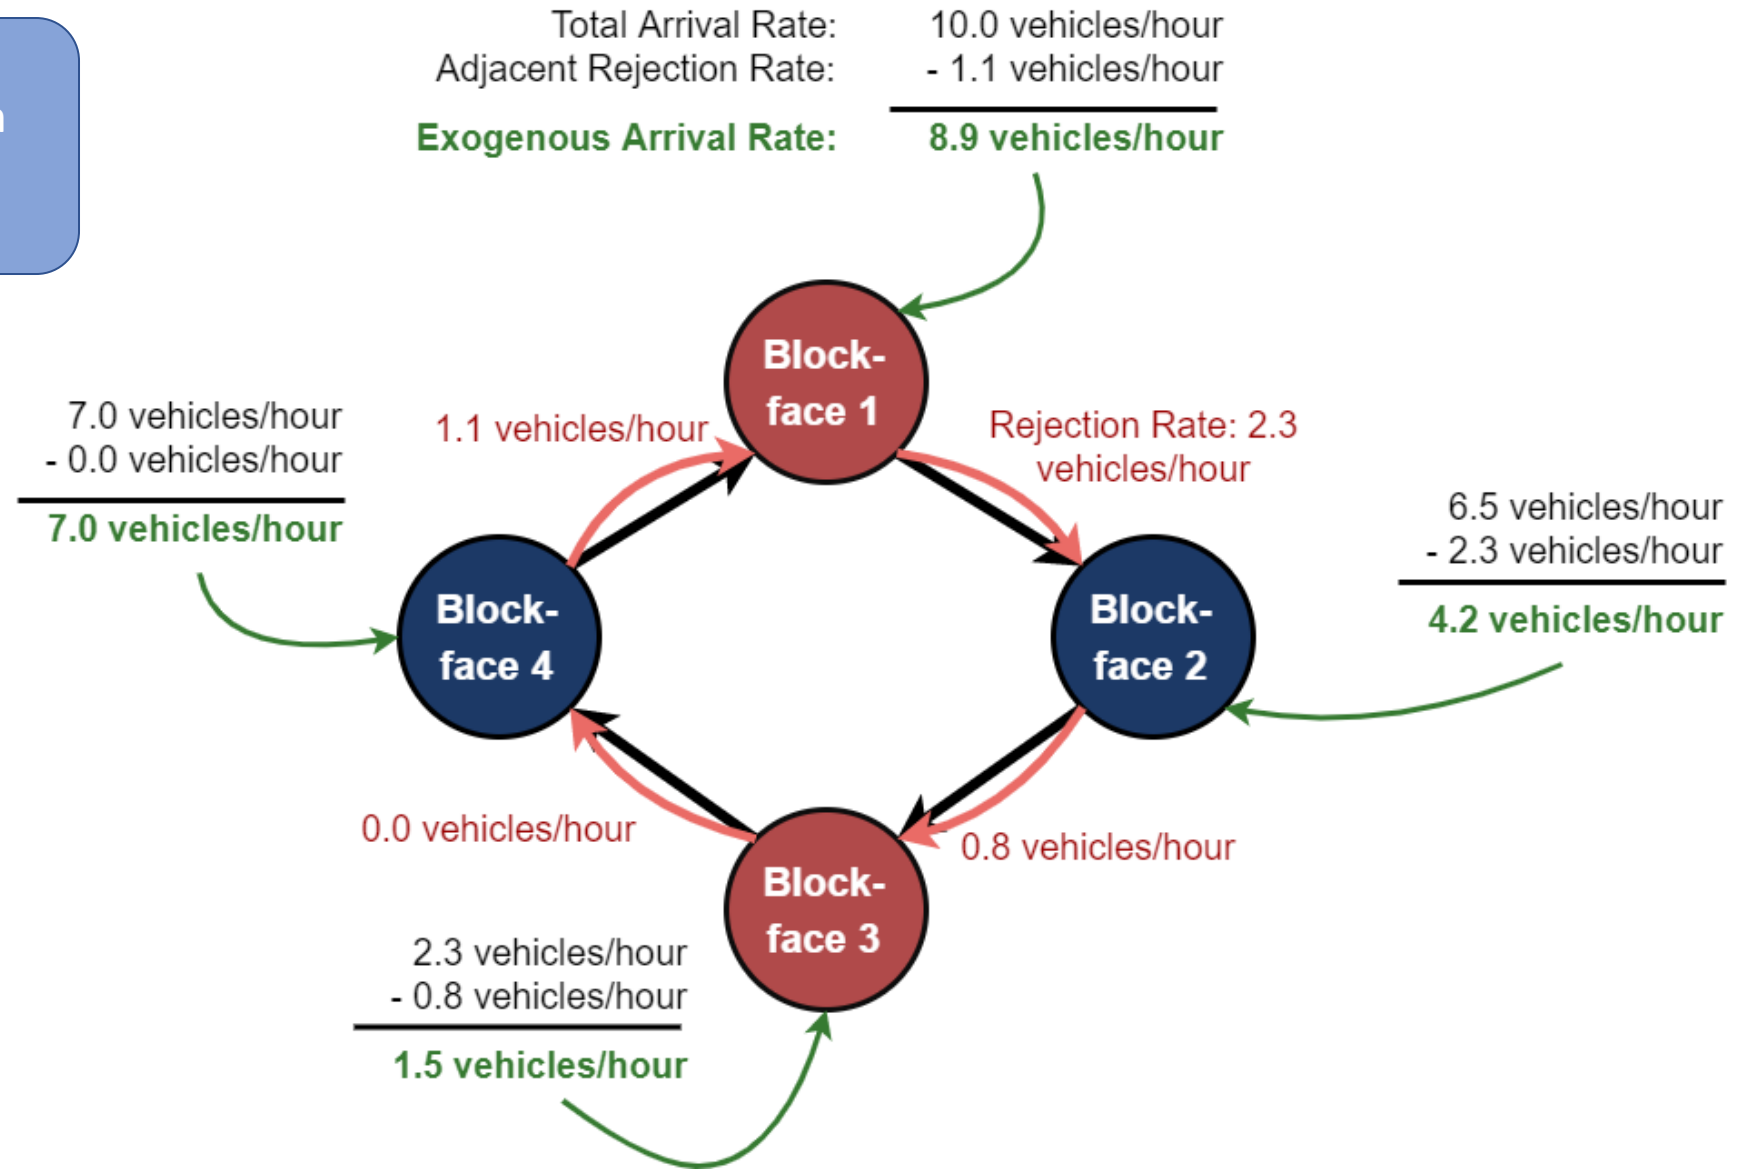 Total Arrival Rate: 10.0 vehicles/hour
Adjacent Rejection Rate: - 1.1 vehicles/hour
Exogenous Arrival Rate: 8.9 vehicles/hour
Block-
face 1
1.1 vehicles/hour
Rejection Rate: 2.3
vehicles/hour
7.0 vehicles/hour
- 0.0 vehicles/hour
7.0 vehicles/hour
6.5 vehicles/hour
- 2.3 vehicles/hour
4.2 vehicles/hour
Block-
face 4
Block-
face 2
0.0 vehicles/hour
0.8 vehicles/hour
Block-
face 3
2.3 vehicles/hour
- 0.8 vehicles/hour
1.5 vehicles/hour